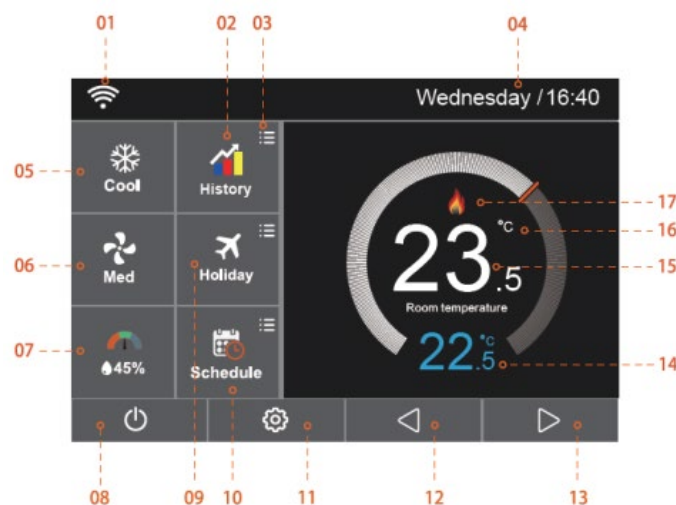 01
02
03
04
Wednesday / 16:40
05
Cool
History
06
Med
Holiday
07
45%
Schedule
17
16
°C
23.5
15
Room temperature
22.5
°C
14
08
09
10
11
12
13